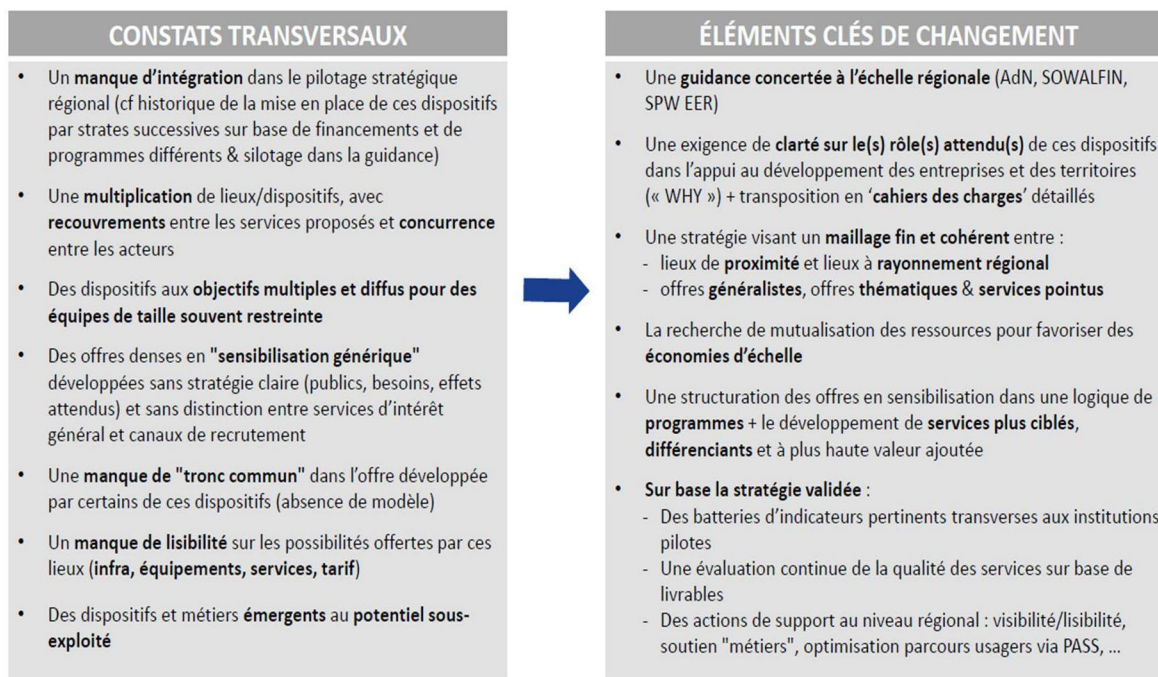 CONSTATS TRANSVERSAUX
• Un manque d'intégration dans le pilotage stratégique
régional (cf historique de la mise en place de ces dispositifs
par strates successives sur base de financements et de
programmes différents & silotage dans la guidance)
• Une multiplication de lieux/dispositifs, avec
recouvrements entre les services proposés et concurrence
entre les acteurs
• Des dispositifs aux objectifs multiples et diffus pour des
équipes de taille souvent restreinte
• Des offres denses en "sensibilisation générique"
développées sans stratégie claire (publics, besoins, effets
attendus) et sans distinction entre services d'intérêt
général et canaux de recrutement
• Une manque de "tronc commun" dans l'offre développée
par certains de ces dispositifs (absence de modèle)
• Un manque de lisibilité sur les possibilités offertes par ces
lieux (infra, équipements, services, tarif)
• Des dispositifs et métiers émergents au potentiel sous-
exploité
ÉLÉMENTS CLÉS DE CHANGEMENT
• Une guidance concertée à l'échelle régionale (AdN, SOWALFIN,
SPW EER)
• Une exigence de clarté sur le(s) rôle(s) attendu(s) de ces dispositifs
dans l'appui au développement des entreprises et des territoires
(« WHY ») + transposition en 'cahiers des charges' détaillés
• Une stratégie visant un maillage fin et cohérent entre :
- lieux de proximité et lieux à rayonnement régional
- offres généralistes, offres thématiques & services pointus
• La recherche de mutualisation des ressources pour favoriser des
économies d'échelle
• Une structuration des offres en sensibilisation dans une logique de
programmes + le développement de services plus ciblés,
différenciants et à plus haute valeur ajoutée
• Sur base la stratégie validée :
- Des batteries d'indicateurs pertinents transverses aux institutions
pilotes
- Une évaluation continue de la qualité des services sur base de
livrables
- Des actions de support au niveau régional : visibilité/lisibilité,
soutien "métiers", optimisation parcours usagers via PASS, ...